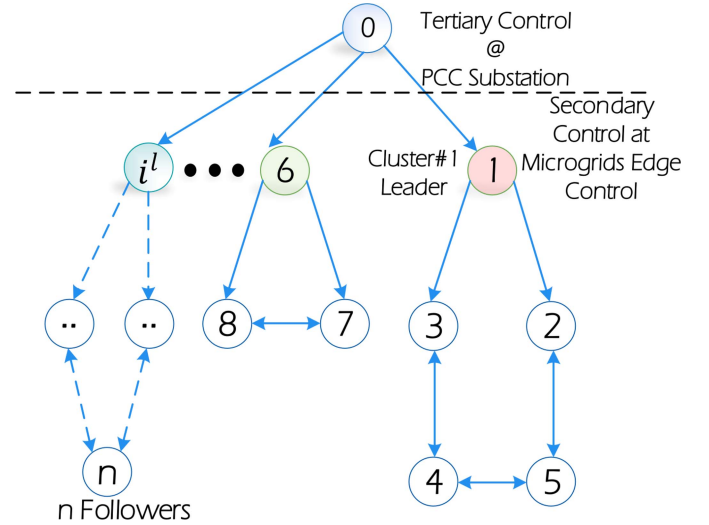 0
Tertiary Control
@
PCC Substation
Secondary
Control at
Microgrids Edge
Control
Cluster#1
Leader
i^l
•••
6
1
..
..
8
7
3
2
n
4
5
n Followers